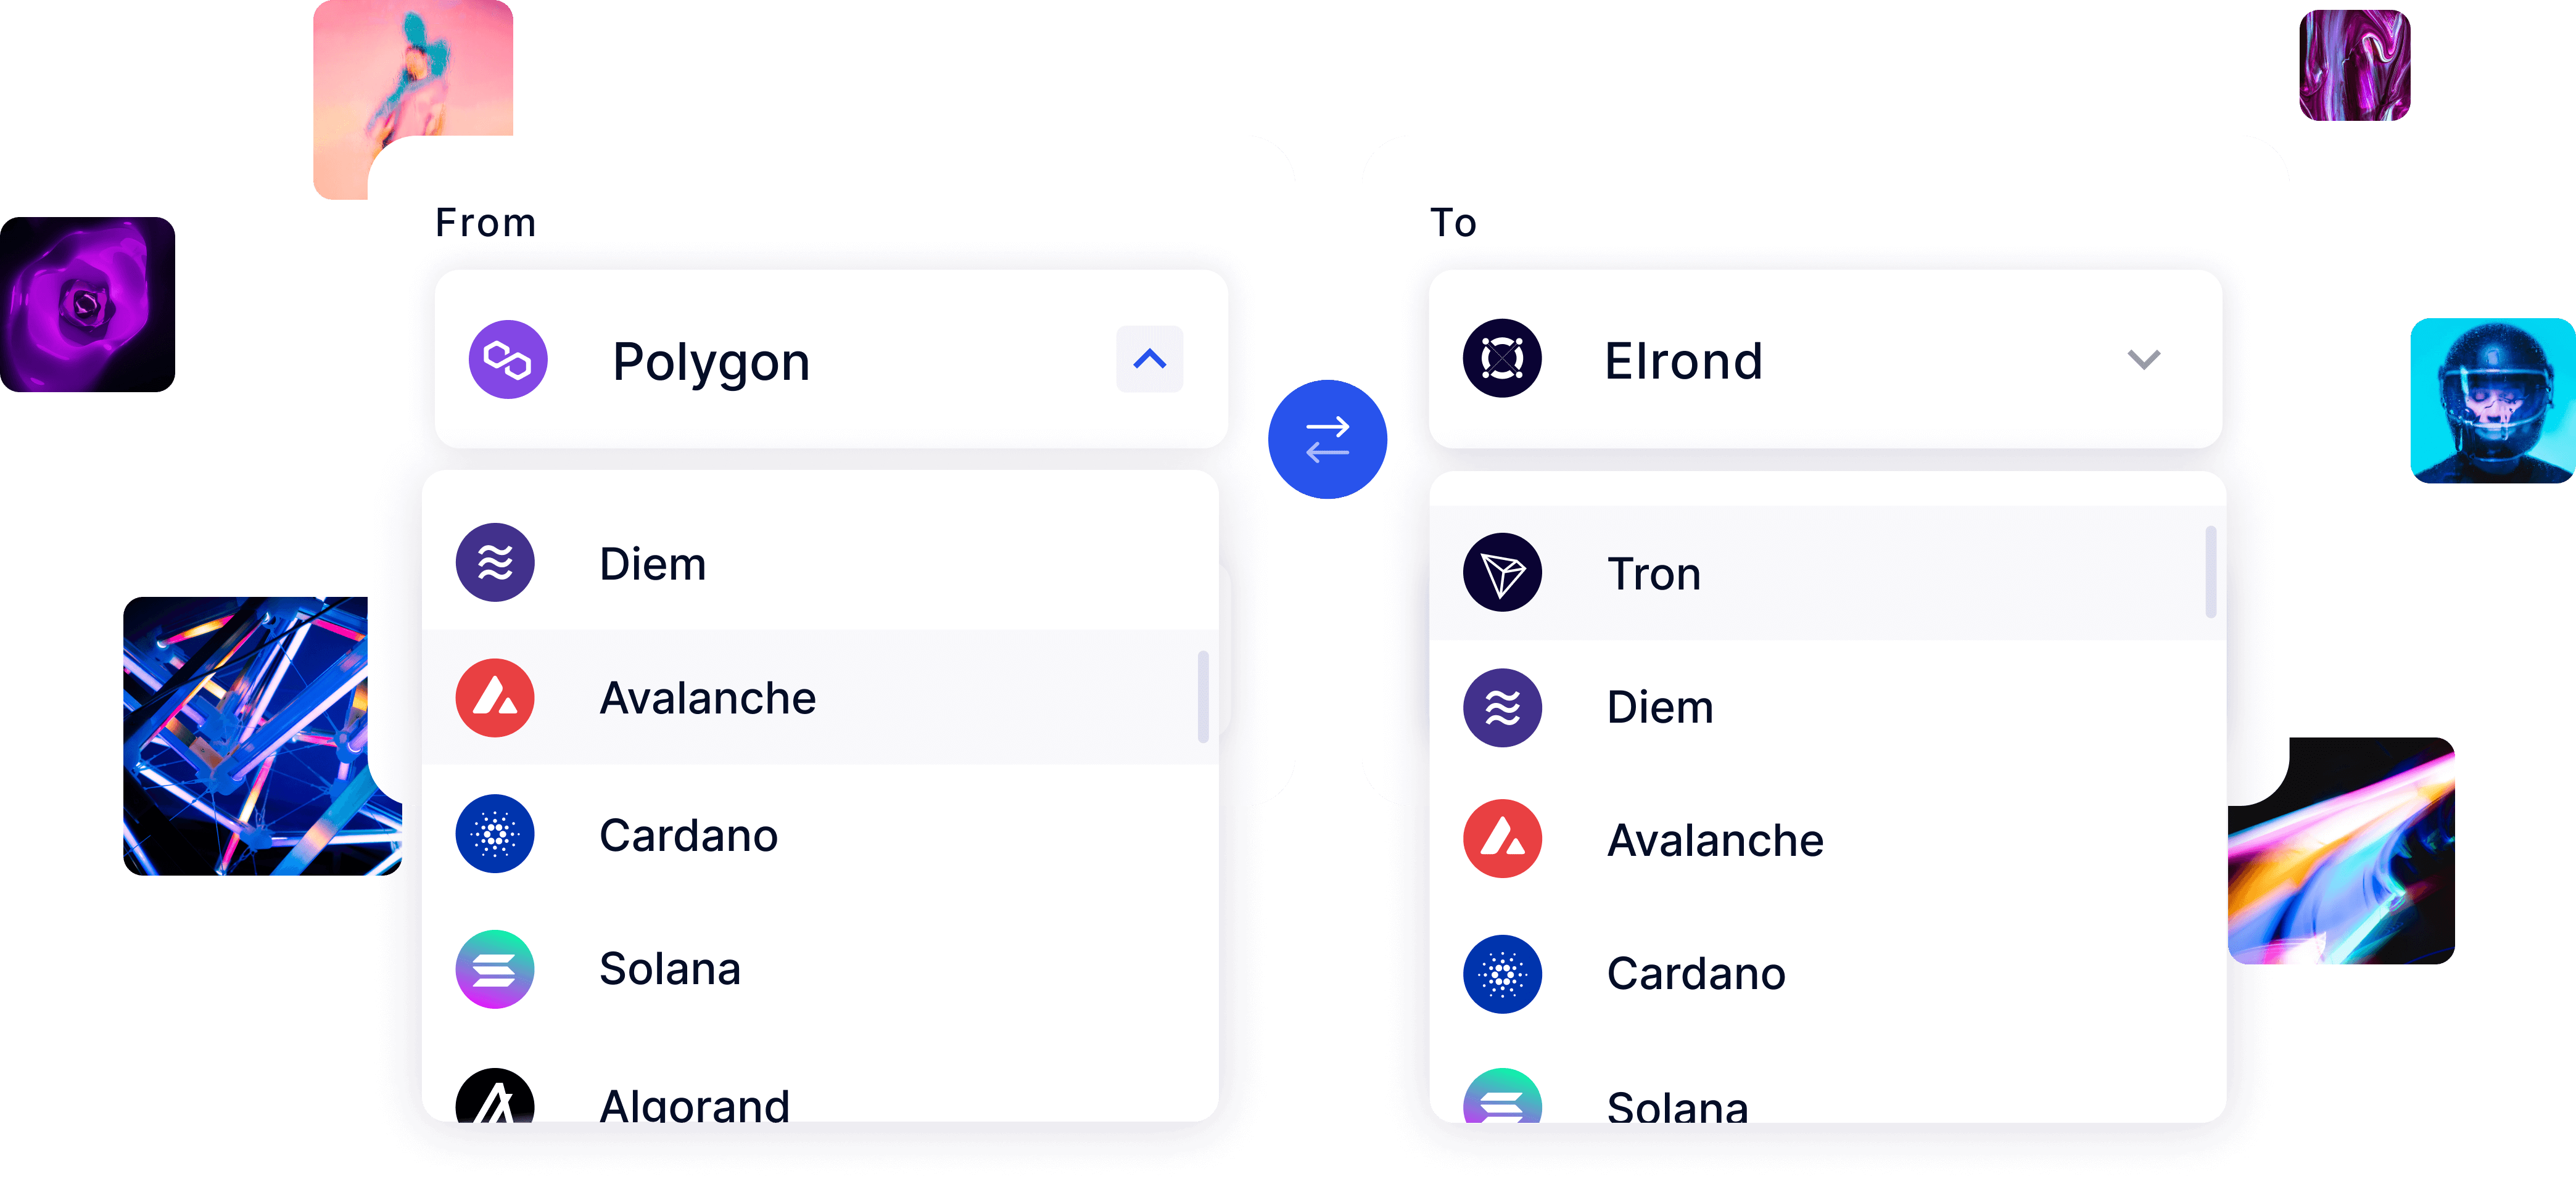 From
Polygon
Diem
Avalanche
Cardano
Solana
Algorand
To
Elrond
Tron
Diem
Avalanche
Cardano
Solana